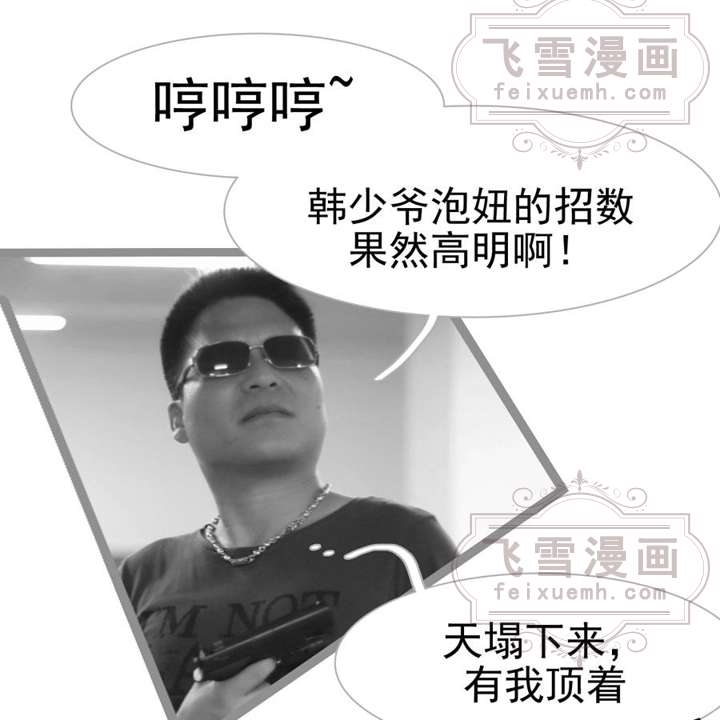 飞雪漫画
feixuemh.com
哼哼哼~
韩少爷泡妞的招数
果然高明啊！
I'M NOT
飞雪漫画
feixuemh.com
天塌下来，
有我顶着